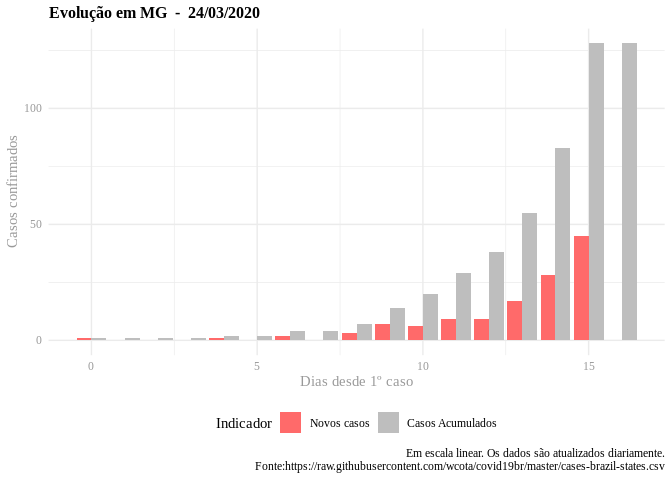 Evolução em MG  -  24/03/2020
Casos confirmados
100
50
0
0
5
10
15
Dias desde 1º caso
Indicador
Novos casos
Casos Acumulados
Em escala linear. Os dados são atualizados diariamente.
Fonte:https://raw.githubusercontent.com/wcota/covid19br/master/cases-brazil-states.csv